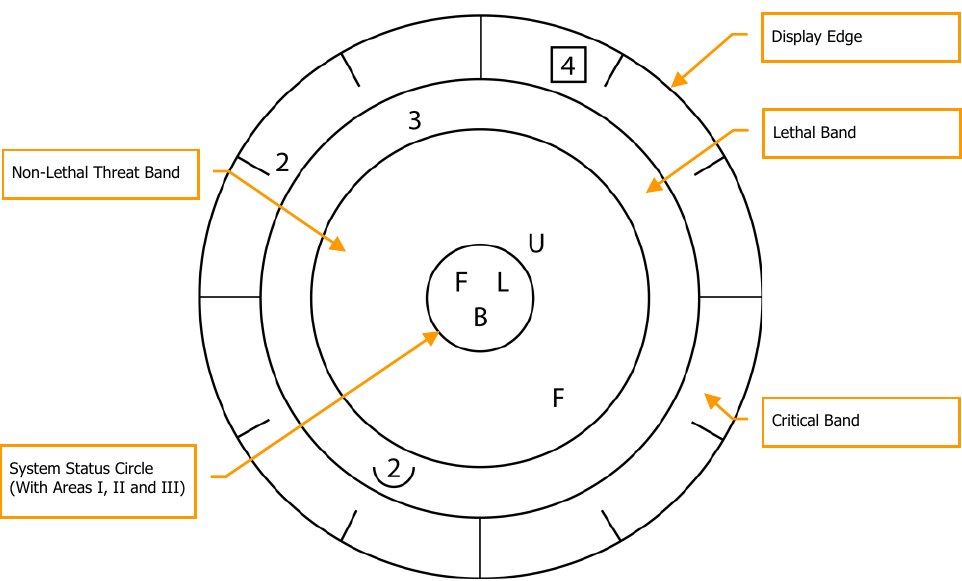 Display Edge
4
3
Lethal Band
2
Non-Lethal Threat Band
U
F L
B
F
Critical Band
2
System Status Circle
(With Areas I, II and III)